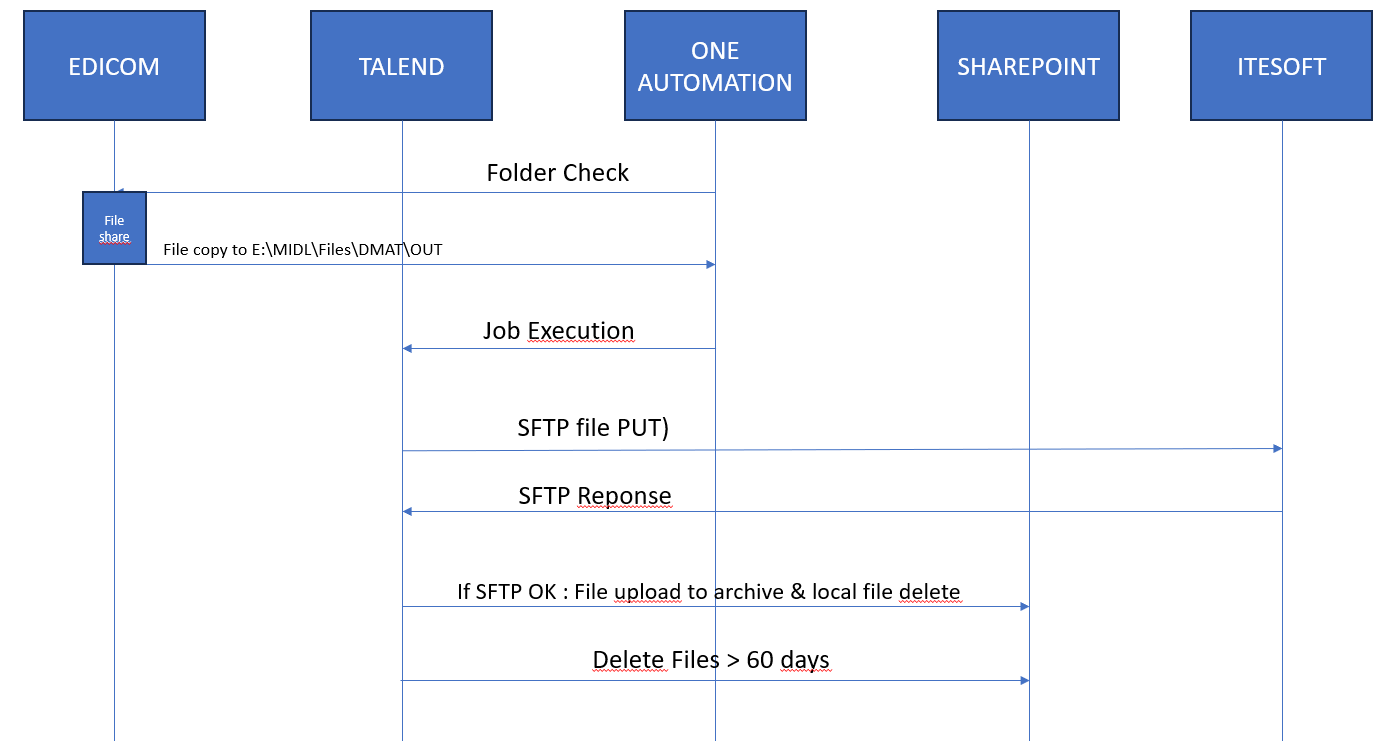 EDICOM
TALEND
ONE
AUTOMATION
SHAREPOINT
ITESOFT
Folder Check
File
share
File copy to E:\MIDL\Files\DMAT\OUT
Job Execution
SFTP file PUT)
SFTP Reponse
If SFTP OK : File upload to archive & local file delete
Delete Files > 60 days